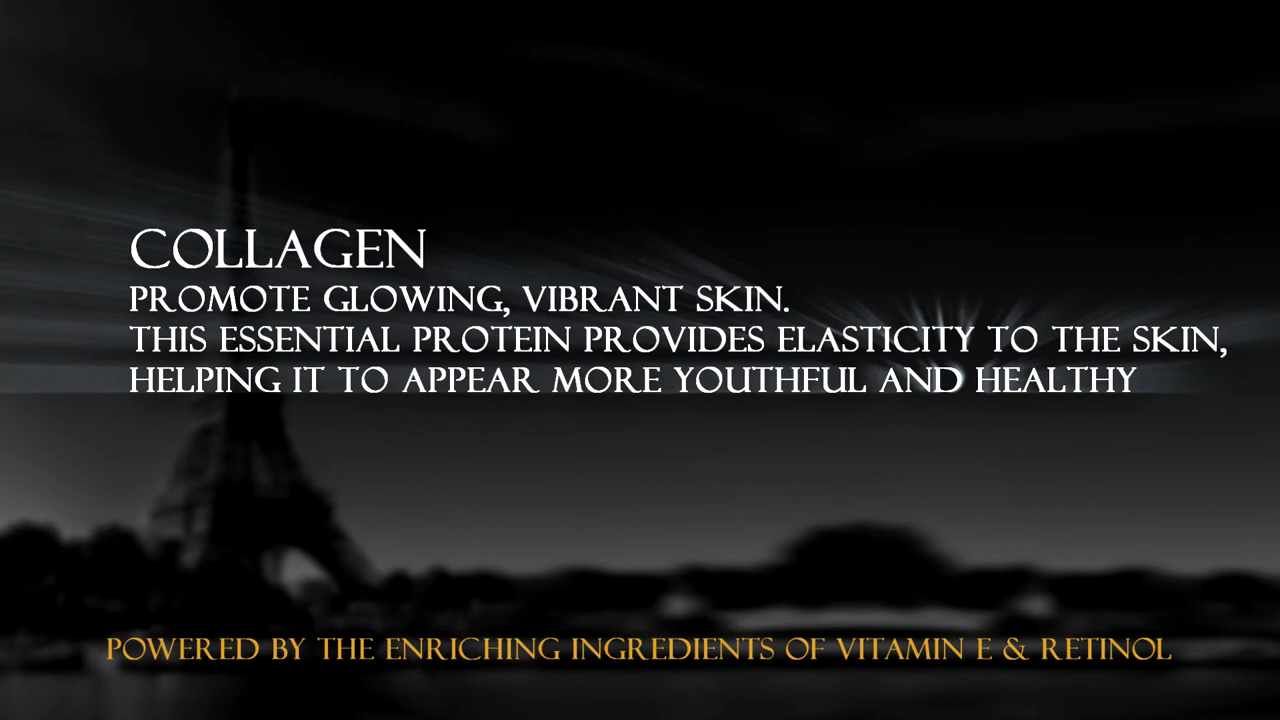 COLLAGEN
PROMOTE GLOWING, VIBRANT SKIN.
THIS ESSENTIAL PROTEIN PROVIDES ELASTICITY TO THE SKIN,
HELPING IT TO APPEAR MORE YOUTHFUL AND HEALTHY
POWERED BY THE ENRICHING INGREDIENTS OF VITAMIN E & RETINOL